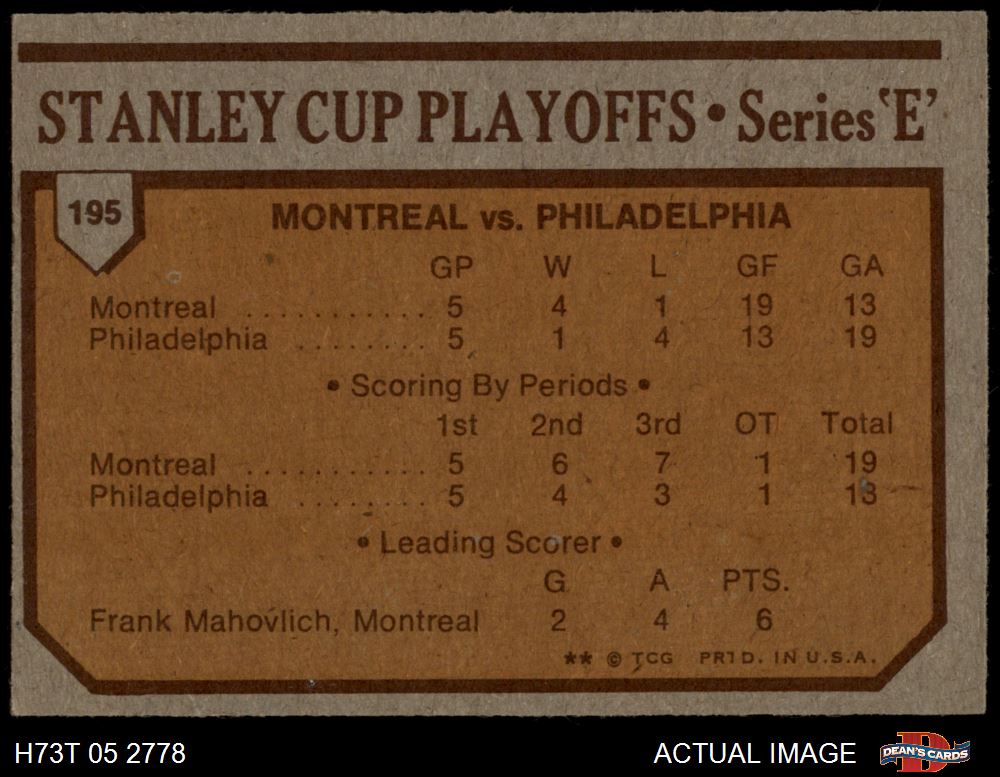 STANLEY CUP PLAYOFFS • Series 'E'
195
MONTREAL vs. PHILADELPHIA
GP W L GF GA
Montreal ............ 5 4 1 19 13
Philadelphia ........ 5 1 4 13 19
• Scoring By Periods •
1st 2nd 3rd OT Total
Montreal ............ 5 6 7 1 19
Philadelphia ........ 5 4 3 1 13
• Leading Scorer •
G A PTS.
Frank Mahovlich, Montreal 2 4 6
** © TCG PRTD. IN U.S.A.
H73T 05 2778 ACTUAL IMAGE D DEAN'S CARDS